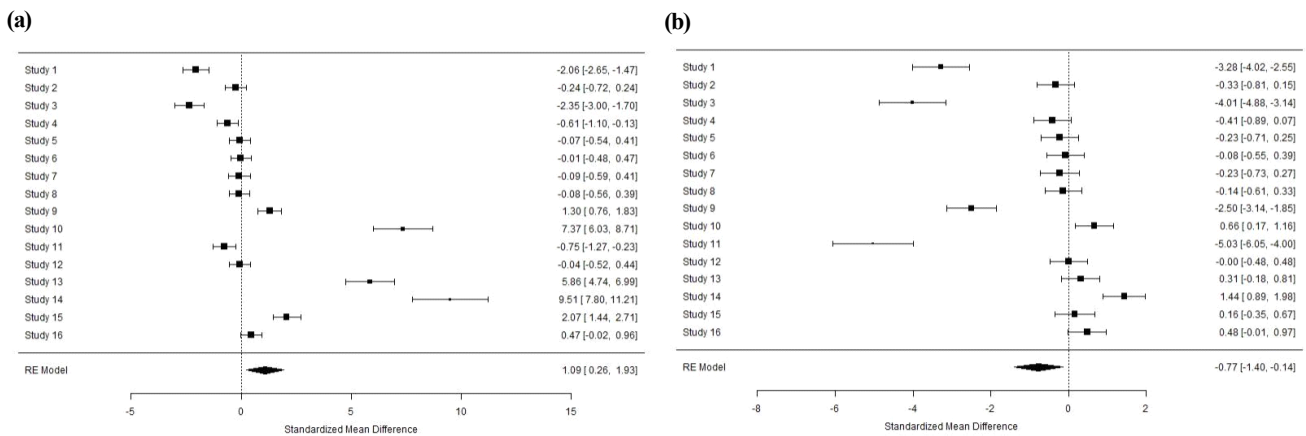 (a)
Study 1 -2.06 [-2.65, -1.47]
Study 2 -0.24 [-0.72, 0.24]
Study 3 -2.35 [-3.00, -1.70]
Study 4 -0.61 [-1.10, -0.13]
Study 5 -0.07 [-0.54, 0.41]
Study 6 -0.01 [-0.48, 0.47]
Study 7 -0.09 [-0.59, 0.41]
Study 8 -0.08 [-0.56, 0.39]
Study 9 1.30 [0.76, 1.83]
Study 10 7.37 [6.03, 8.71]
Study 11 -0.75 [-1.27, -0.23]
Study 12 -0.04 [-0.52, 0.44]
Study 13 5.86 [4.74, 6.99]
Study 14 9.51 [7.80, 11.21]
Study 15 2.07 [1.44, 2.71]
Study 16 0.47 [-0.02, 0.96]
RE Model 1.09 [0.26, 1.93]
-5 0 5 10 15
Standardized Mean Difference
(b)
Study 1 -3.28 [-4.02, -2.55]
Study 2 -0.33 [-0.81, 0.15]
Study 3 -4.01 [-4.88, -3.14]
Study 4 -0.41 [-0.89, 0.07]
Study 5 -0.23 [-0.71, 0.25]
Study 6 -0.08 [-0.55, 0.39]
Study 7 -0.23 [-0.73, 0.27]
Study 8 -0.14 [-0.61, 0.33]
Study 9 -2.50 [-3.14, -1.85]
Study 10 0.66 [0.17, 1.16]
Study 11 -5.03 [-6.05, -4.00]
Study 12 -0.00 [-0.48, 0.48]
Study 13 0.31 [-0.18, 0.81]
Study 14 1.44 [0.89, 1.98]
Study 15 0.16 [-0.35, 0.67]
Study 16 0.48 [-0.01, 0.97]
RE Model -0.77 [-1.40, -0.14]
-8 -6 -4 -2 0 2
Standardized Mean Difference